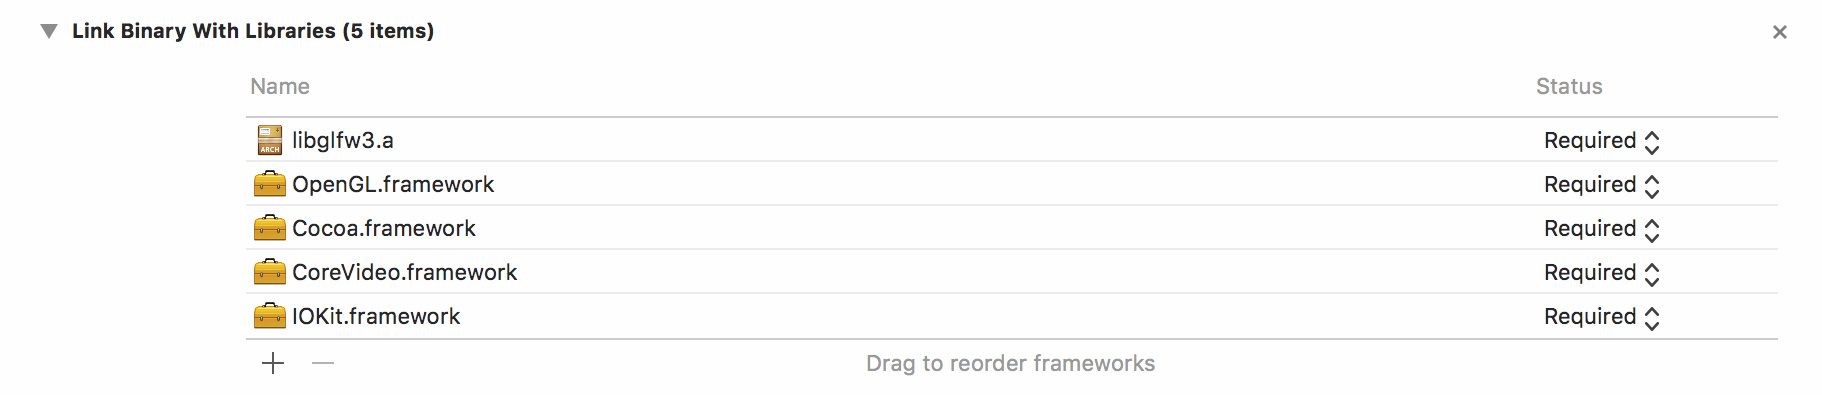 Link Binary With Libraries (5 items)
Name Status
ARCH libglfw3.a Required
OpenGL.framework Required
Cocoa.framework Required
CoreVideo.framework Required
IOKit.framework Required
Drag to reorder frameworks